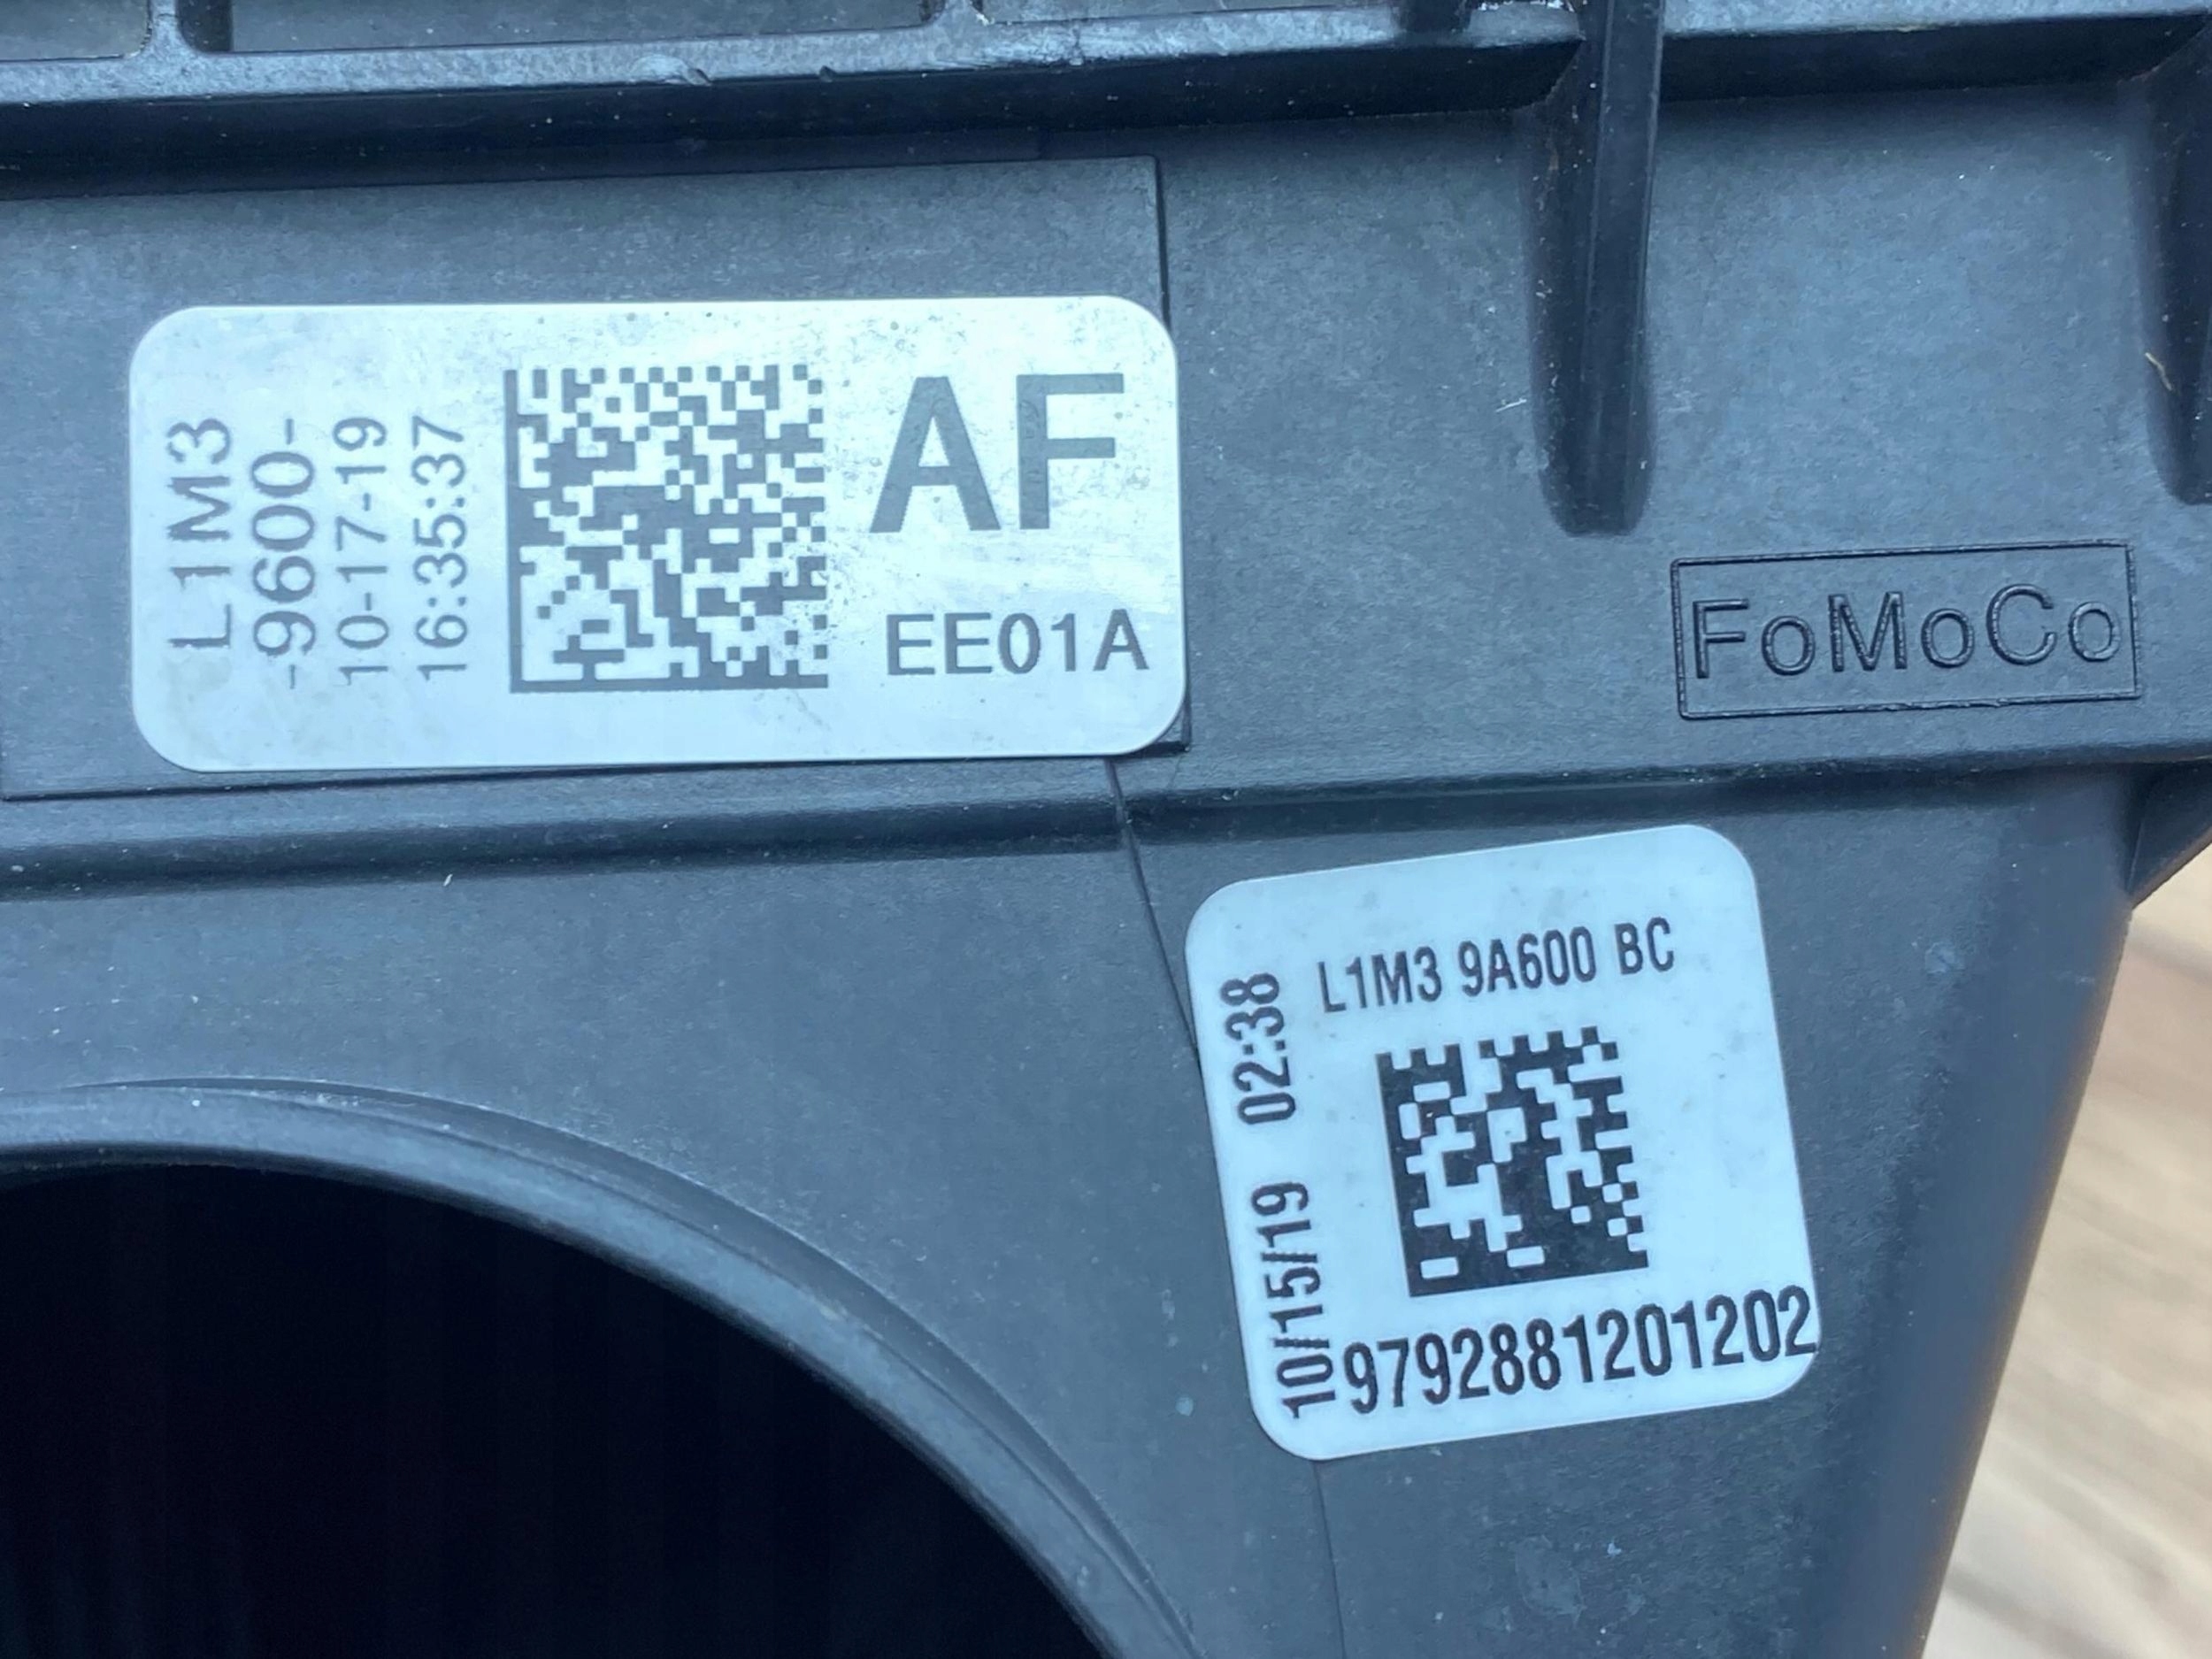 L1M3
-9600-
10-17-19
16:35:37
AF
EE01A
FoMoCo
L1M3 9A600 BC
10/15/19 02:38
9792881201202